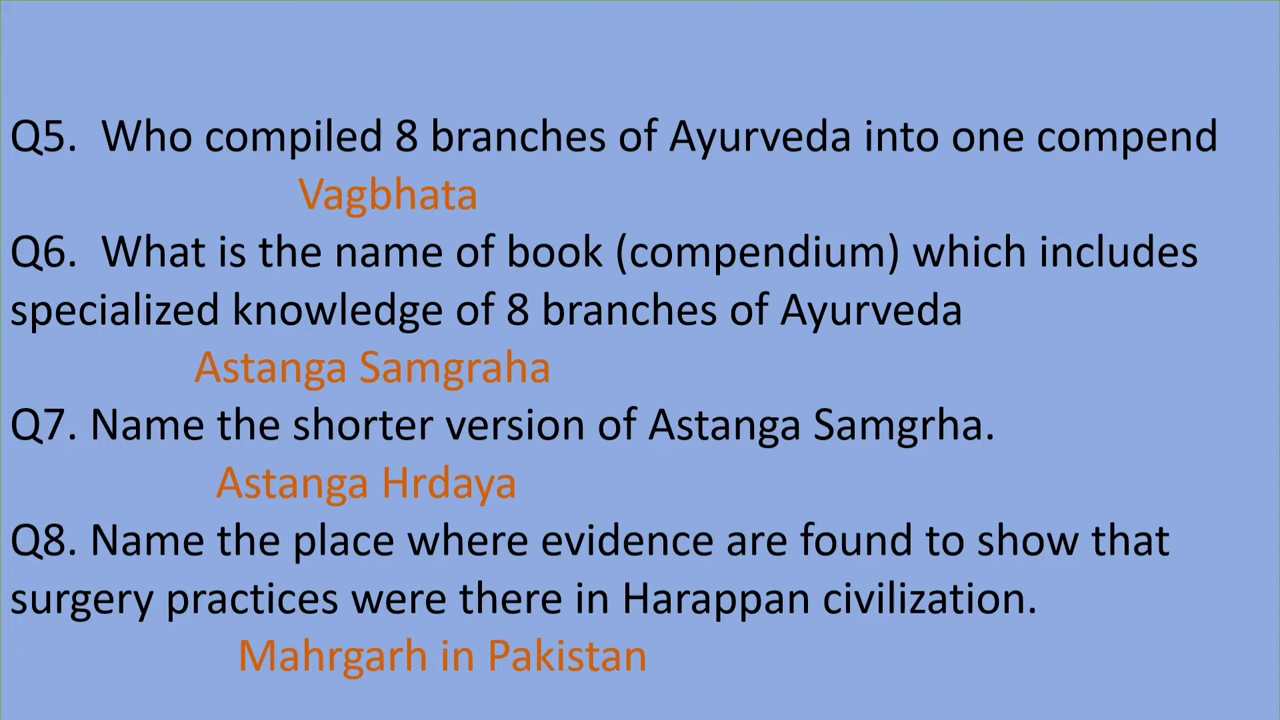 Q5. Who compiled 8 branches of Ayurveda into one compend
Vagbhata
Q6. What is the name of book (compendium) which includes
specialized knowledge of 8 branches of Ayurveda
Astanga Samgraha
Q7. Name the shorter version of Astanga Samgrha.
Astanga Hrdaya
Q8. Name the place where evidence are found to show that
surgery practices were there in Harappan civilization.
Mahrgarh in Pakistan